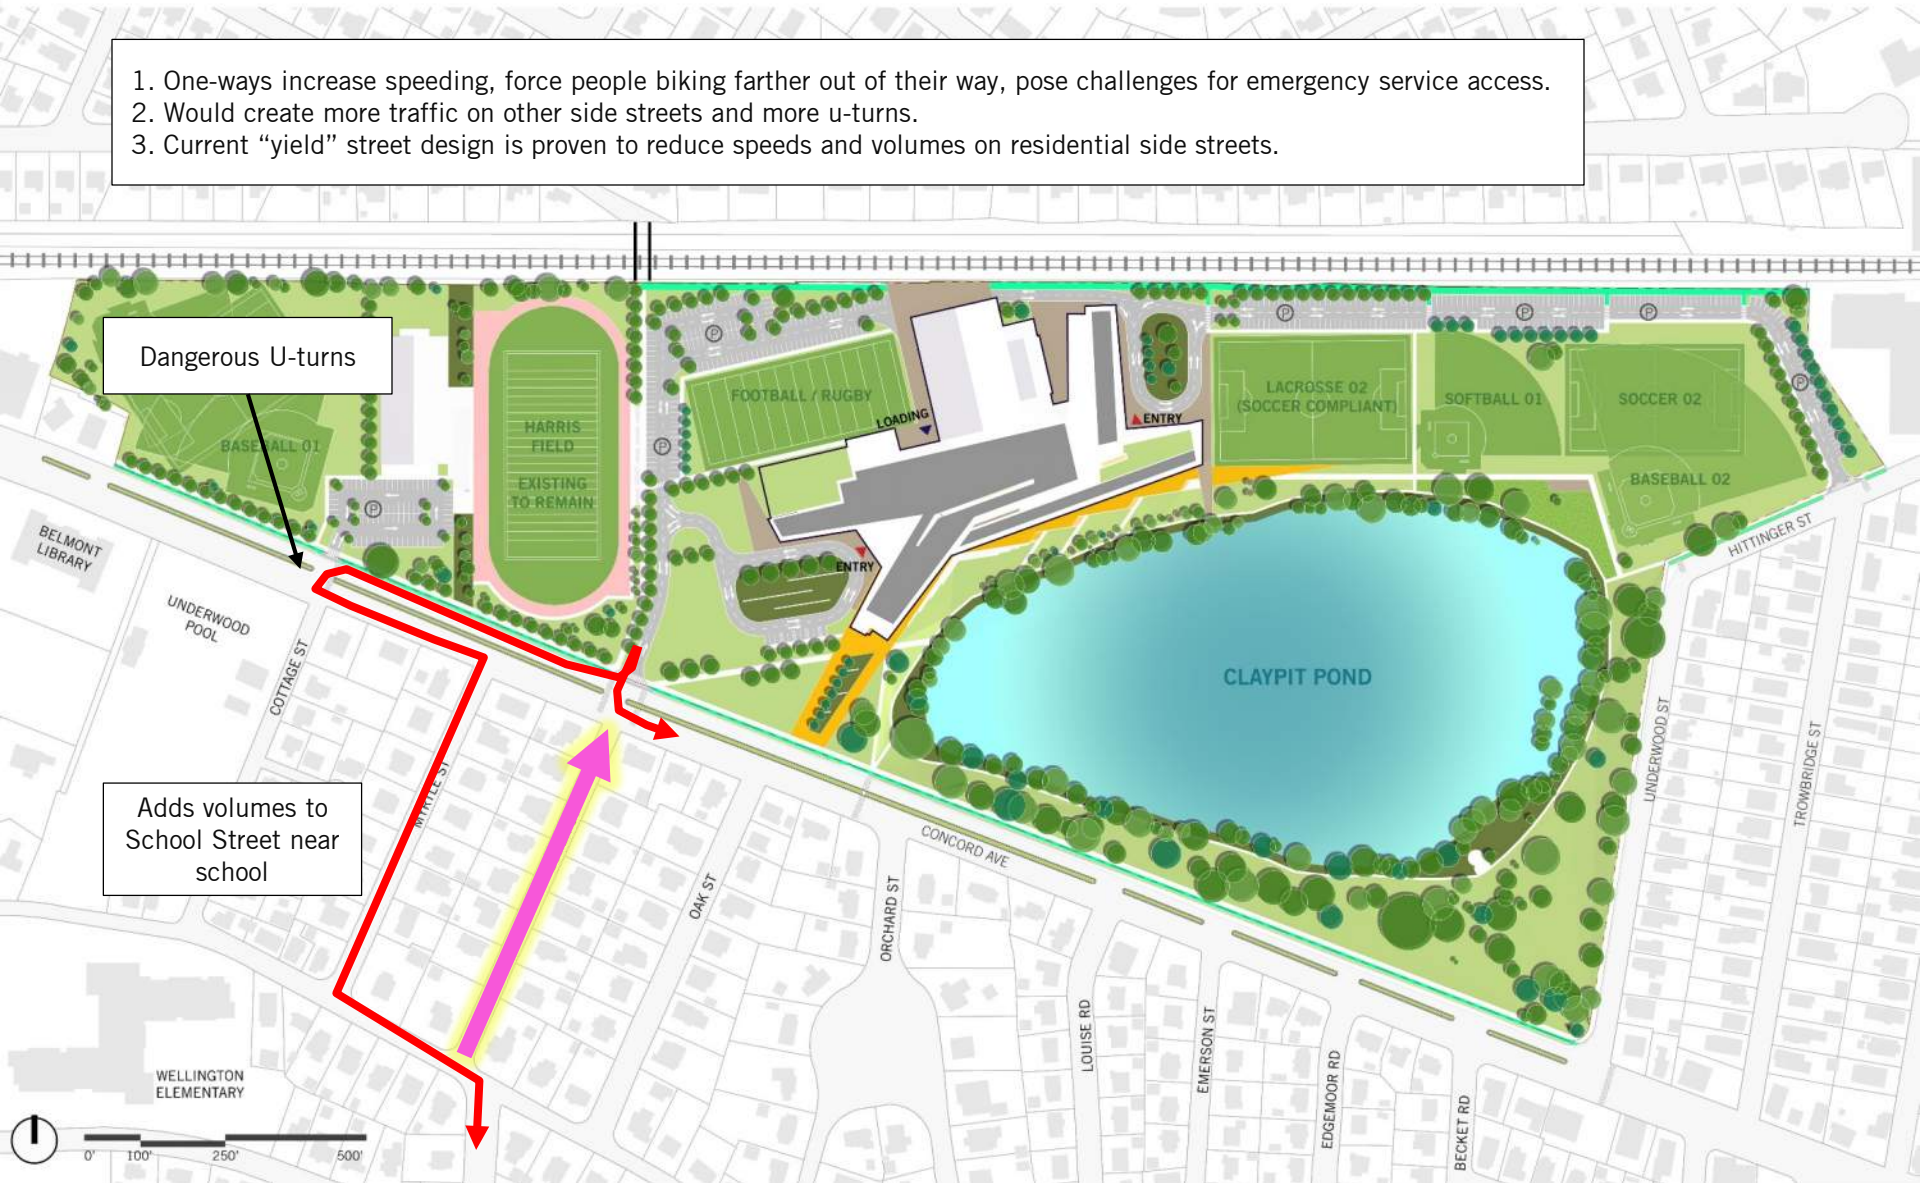 1. One-ways increase speeding, force people biking farther out of their way, pose challenges for emergency service access.
2. Would create more traffic on other side streets and more u-turns.
3. Current “yield” street design is proven to reduce speeds and volumes on residential side streets.
Dangerous U-turns
BASEBALL 01
HARRIS
FIELD
EXISTING
TO REMAIN
P
P
P
FOOTBALL / RUGBY
LOADING
ENTRY
ENTRY
P
P
P
P
LACROSSE 02
(SOCCER COMPLIANT)
SOFTBALL 01
SOCCER 02
BASEBALL 02
HITTINGER ST
BELMONT
LIBRARY
UNDERWOOD
POOL
COTTAGE ST
MYRTLE ST
Adds volumes to
School Street near
school
OAK ST
ORCHARD ST
CONCORD AVE
CLAYPIT POND
UNDERWOOD ST
TROWBRIDGE ST
LOUISE RD
EMERSON ST
EDGEMOOR RD
BECKET RD
WELLINGTON
ELEMENTARY
0' 100' 250' 500'